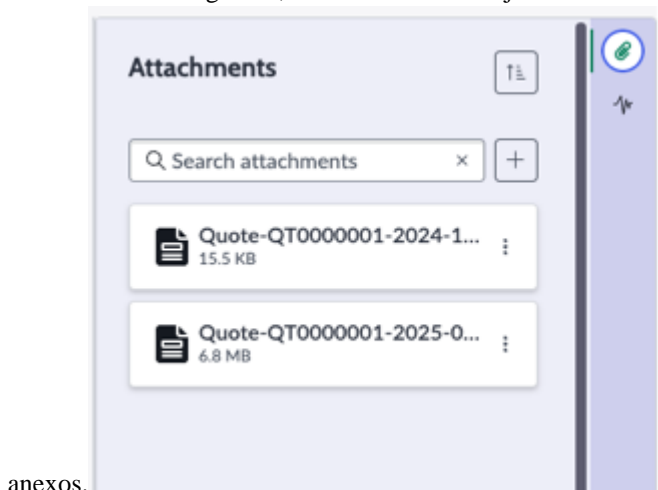 Attachments
Search attachments
Quote-QT0000001-2024-1...
15.5 KB
Quote-QT0000001-2025-0...
6.8 MB
anexos.